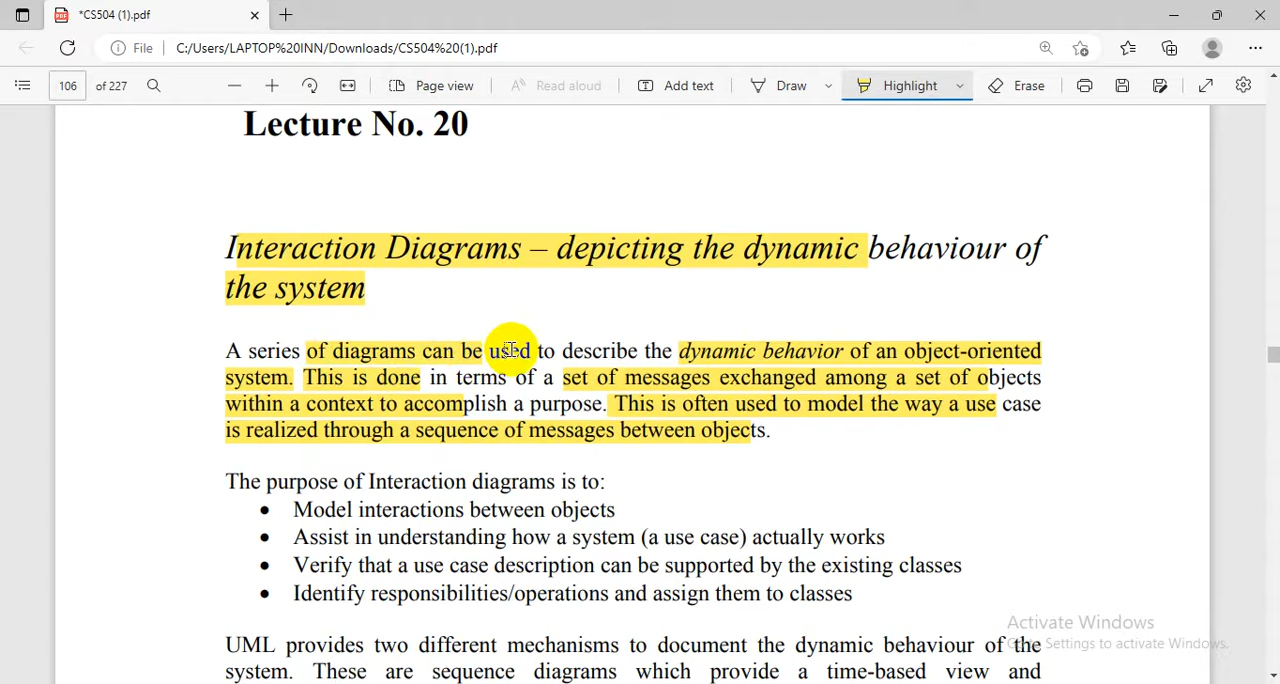 *CS504 (1).pdf
File
C:/Users/LAPTOP%20INN/Downloads/CS504%20(1).pdf
106 of 227
Page view
Read aloud
Add text
Draw
Highlight
Erase
Lecture No. 20
Interaction Diagrams – depicting the dynamic behaviour of
the system
A series of diagrams can be used to describe the dynamic behavior of an object-oriented
system. This is done in terms of a set of messages exchanged among a set of objects
within a context to accomplish a purpose. This is often used to model the way a use case
is realized through a sequence of messages between objects.
The purpose of Interaction diagrams is to:
• Model interactions between objects
• Assist in understanding how a system (a use case) actually works
• Verify that a use case description can be supported by the existing classes
• Identify responsibilities/operations and assign them to classes
Activate Windows
UML provides two different mechanisms to document the dynamic behaviour of the
Settings to activate Windows.
system. These are sequence diagrams which provide a time-based view and